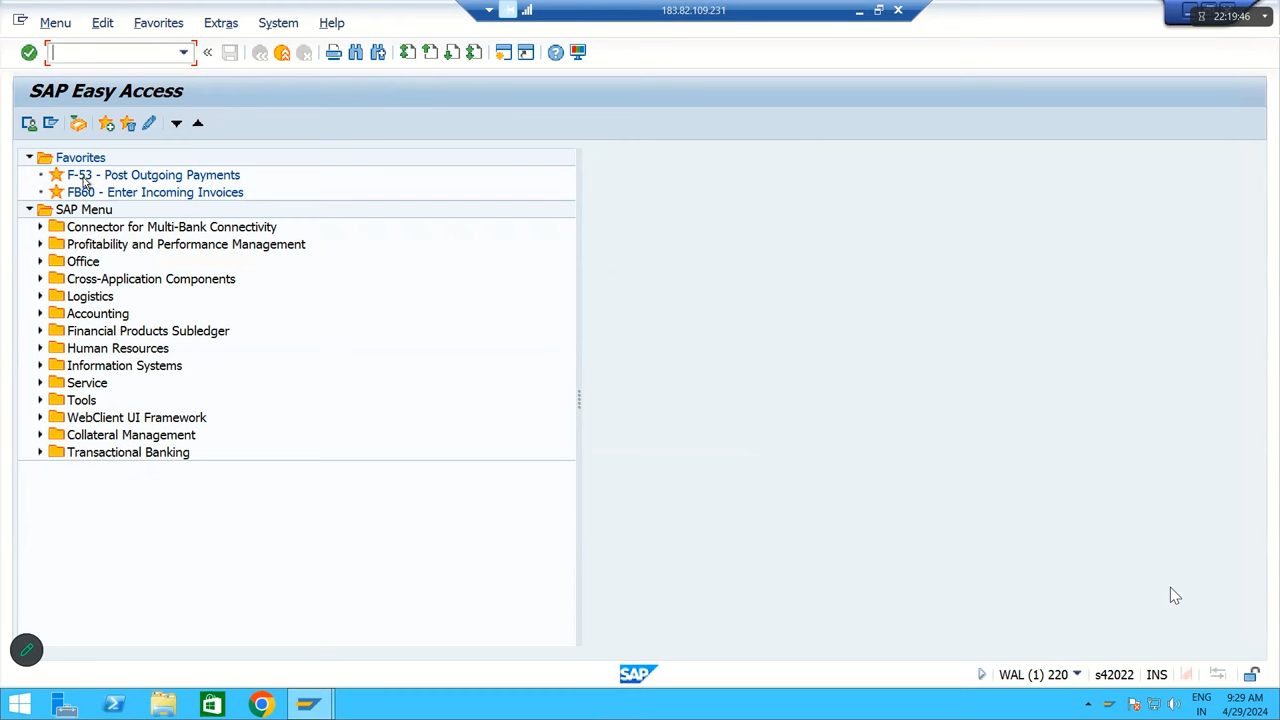 Menu Edit Favorites Extras System Help
183.82.109.231
22:19:46
SAP Easy Access
Favorites
F-53 - Post Outgoing Payments
FB60 - Enter Incoming Invoices
SAP Menu
Connector for Multi-Bank Connectivity
Profitability and Performance Management
Office
Cross-Application Components
Logistics
Accounting
Financial Products Subledger
Human Resources
Information Systems
Service
Tools
WebClient UI Framework
Collateral Management
Transactional Banking
SAP
WAL (1) 220 s42022 INS
ENG 9:29 AM
IN 4/29/2024